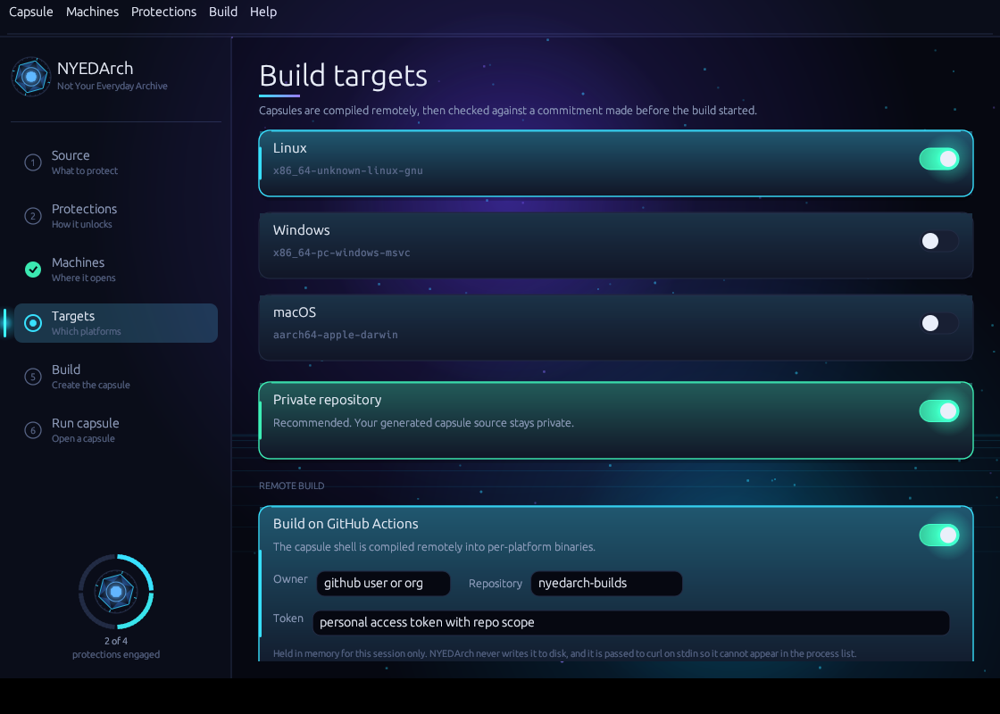 Capsule Machines Protections Build Help
NYEDArch
Not Your Everyday Archive
1 Source
What to protect
2 Protections
How it unlocks
Machines
Where it opens
Targets
Which platforms
5 Build
Create the capsule
6 Run capsule
Open a capsule
2 of 4
protections engaged
Build targets
Capsules are compiled remotely, then checked against a commitment made before the build started.
Linux
x86_64-unknown-linux-gnu
Windows
x86_64-pc-windows-msvc
macOS
aarch64-apple-darwin
Private repository
Recommended. Your generated capsule source stays private.
REMOTE BUILD
Build on GitHub Actions
The capsule shell is compiled remotely into per-platform binaries.
Owner github user or org Repository nyedarch-builds
Token personal access token with repo scope
Held in memory for this session only. NYEDArch never writes it to disk, and it is passed to curl on stdin so it cannot appear in the process list.